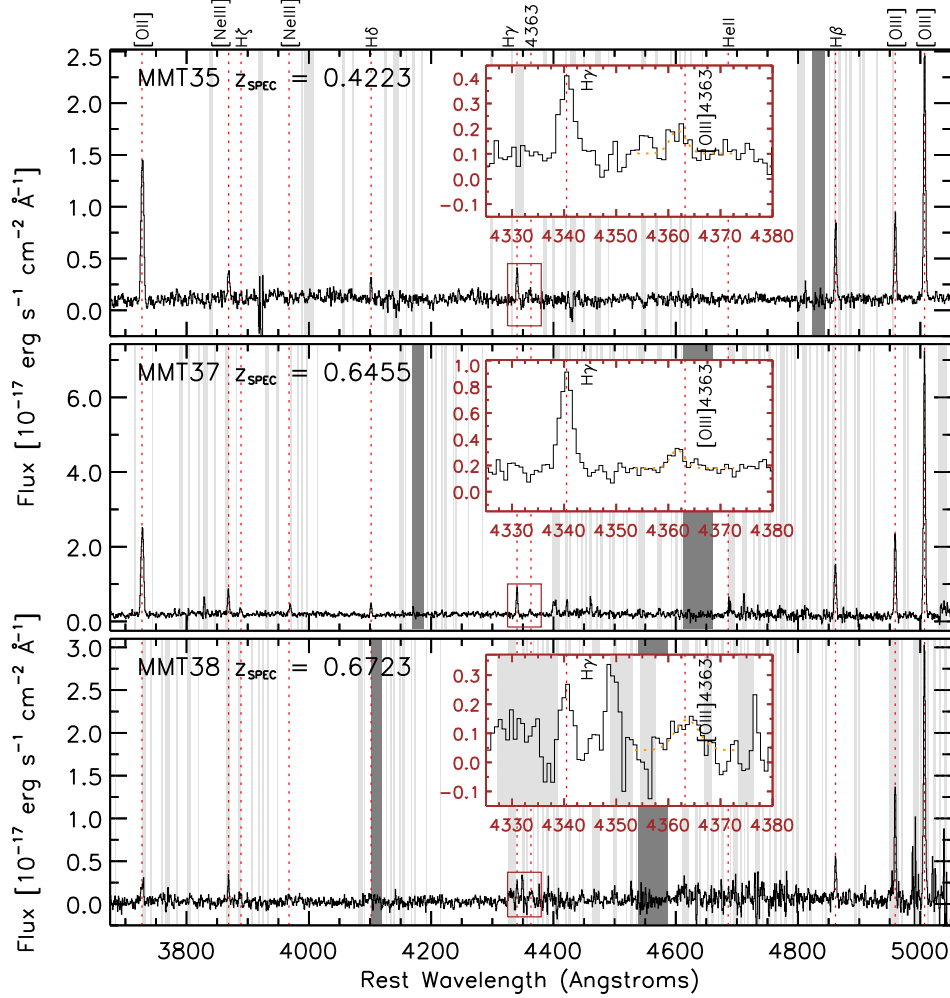 [OII] [NeIII] Hζ [NeIII] Hδ Hγ 4363 HeII Hβ [OIII] [OIII]
MMT35 zSPEC = 0.4223
2.5
2.0
1.5
1.0
0.5
0.0
0.4
0.3
0.2
0.1
0.0
−0.1
Hγ
[OIII]4363
4330 4340 4350 4360 4370 4380
Flux [10−17 erg s−1 cm−2 Å−1]
MMT37 zSPEC = 0.6455
6.0
4.0
2.0
0.0
1.0
0.8
0.6
0.4
0.2
0.0
Hγ
[OIII]4363
4330 4340 4350 4360 4370 4380
MMT38 zSPEC = 0.6723
3.0
2.5
2.0
1.5
1.0
0.5
0.0
0.3
0.2
0.1
0.0
−0.1
Hγ
[OIII]4363
4330 4340 4350 4360 4370 4380
Flux [10−17 erg s−1 cm−2 Å−1]
3800 4000 4200 4400 4600 4800 5000
Rest Wavelength (Angstroms)